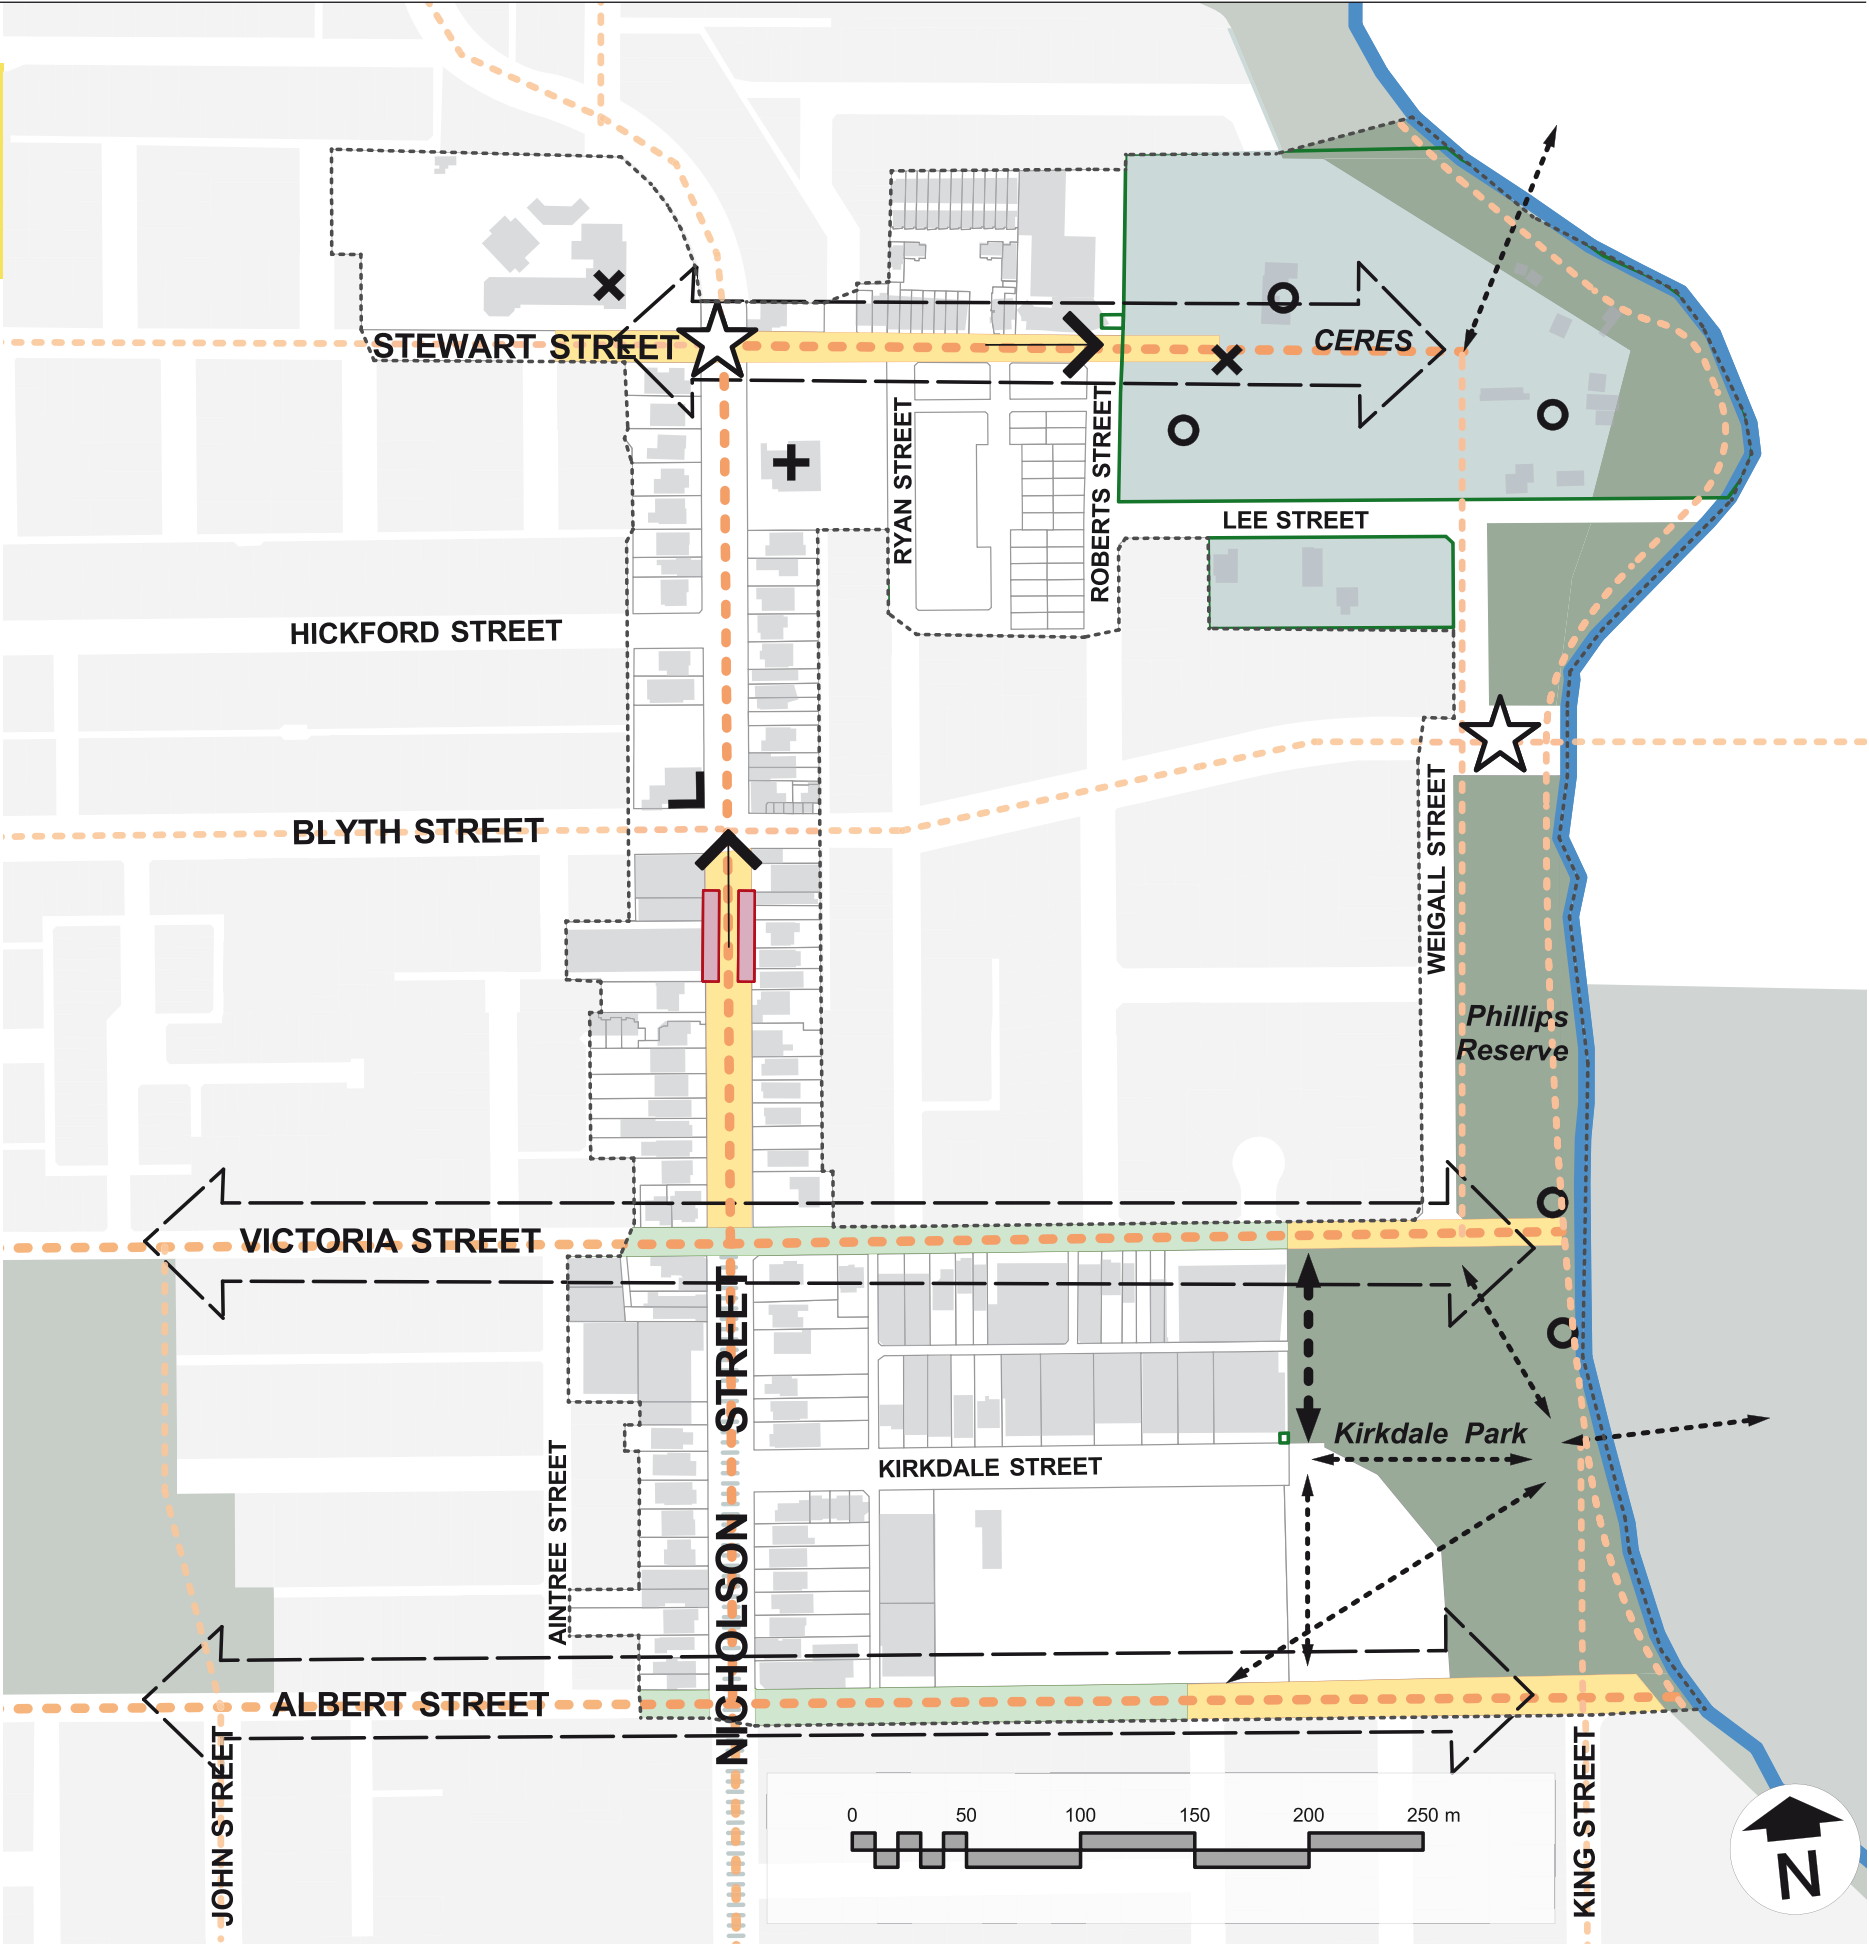 STEWART STREET
CERES
RYAN STREET
ROBERTS STREET
LEE STREET
HICKFORD STREET
BLYTH STREET
WEIGALL STREET
Phillips
Reserve
VICTORIA STREET
NICHOLSON STREET
Kirkdale Park
KIRKDALE STREET
AINTREE STREET
ALBERT STREET
JOHN STREET
KING STREET
0 50 100 150 200 250 m
N